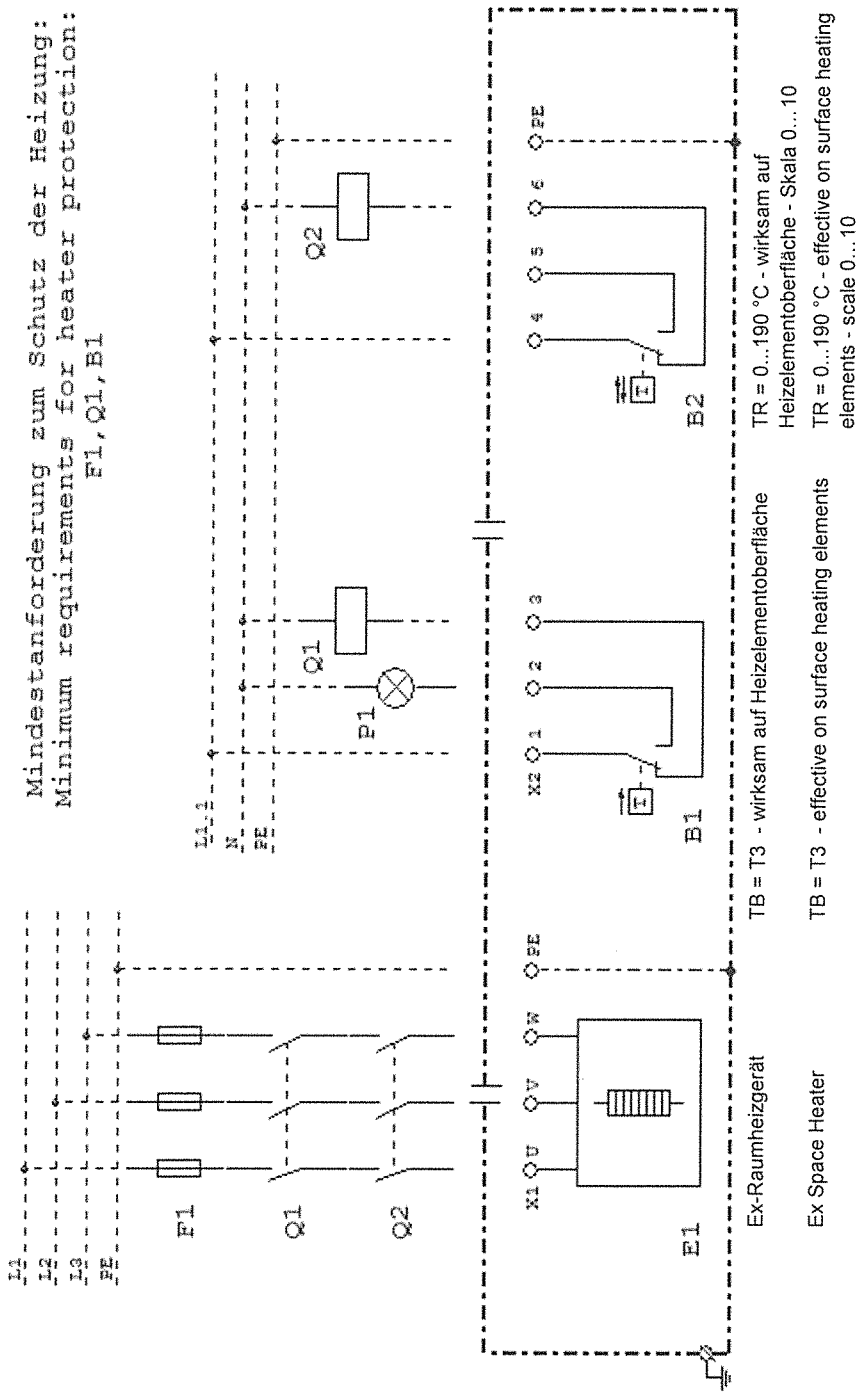 Mindestanforderung zum Schutz der Heizung:
Minimum requirements for heater protection:
F1,Q1,B1
L1
L2
L3
PE
L1.1
N
PE
F1
Q1
Q2
P1
Q1
Q2
X1 U V W PE
X2 1 2 3
4 5 6 PE
T
T
E1
B1
B2
Ex-Raumheizgerät
Ex Space Heater
TB = T3 - wirksam auf Heizelementoberfläche
TB = T3 - effective on surface heating elements
TR = 0...190 °C - wirksam auf
Heizelementoberfläche - Skala 0...10
TR = 0...190 °C - effective on surface heating
elements - scale 0...10